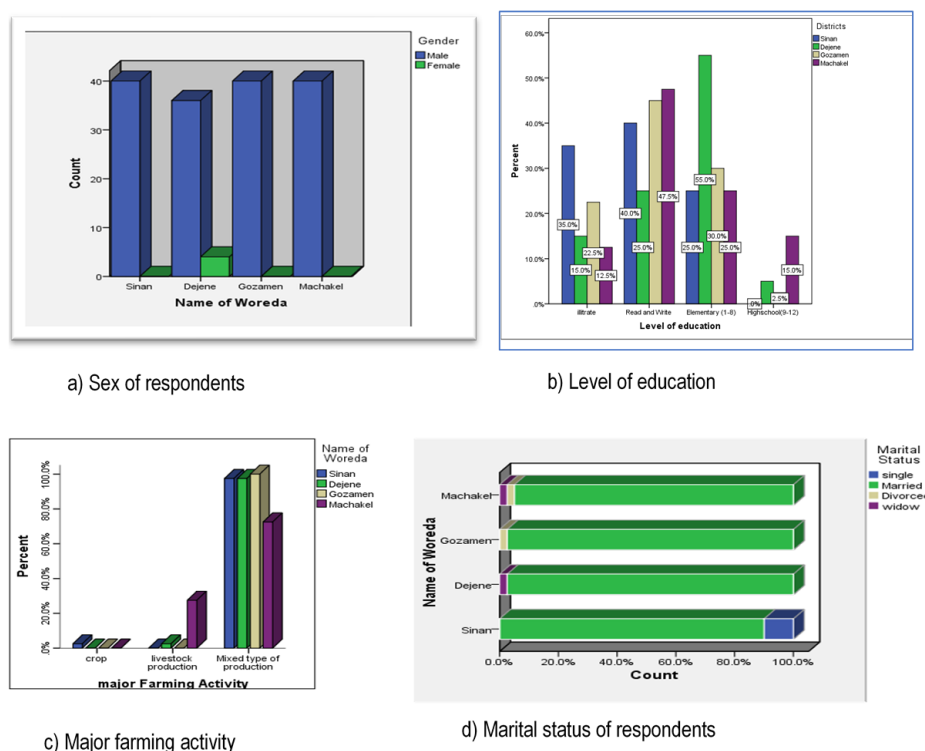 Gender
Male
Female
40
30
20
10
0
Count
Sinan Dejene Gozamen Machakel
Name of Woreda
a) Sex of respondents
Districts
Sinan
Dejene
Gozamen
Machakel
60.0%
50.0%
40.0%
30.0%
20.0%
10.0%
.0%
Percent
35.0%
15.0%
22.5%
12.5%
40.0%
25.0%
47.5%
25.0%
55.0%
30.0%
25.0%
.0%
2.5%
15.0%
illitrate Read and Write Elementary (1-8) Highschool(9-12)
Level of education
b) Level of education
Name of
Woreda
Sinan
Dejene
Gozamen
Machakel
100.0%
80.0%
60.0%
40.0%
20.0%
.0%
Percent
crop livestock production Mixed type of production
major Farming Activity
c) Major farming activity
Marital
Status
single
Married
Divorced
widow
Name of Woreda
Machakel
Gozamen
Dejene
Sinan
0.0% 20.0% 40.0% 60.0% 80.0% 100.0%
Count
d) Marital status of respondents